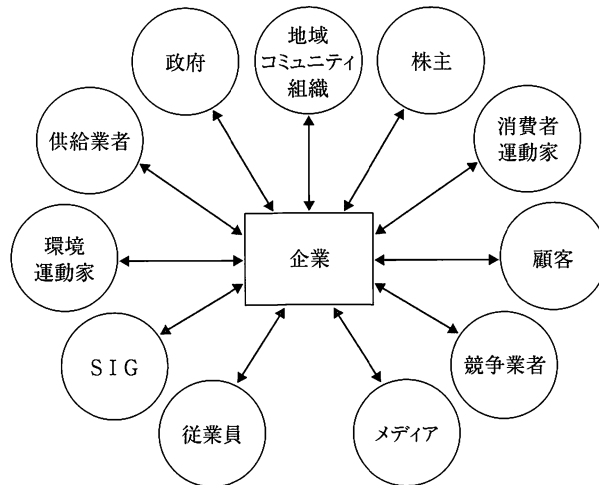 地域
コミュニティ
組織
政府
株主
供給業者
消費者
運動家
環境
運動家
企業
顧客
SIG
競争業者
従業員
メディア